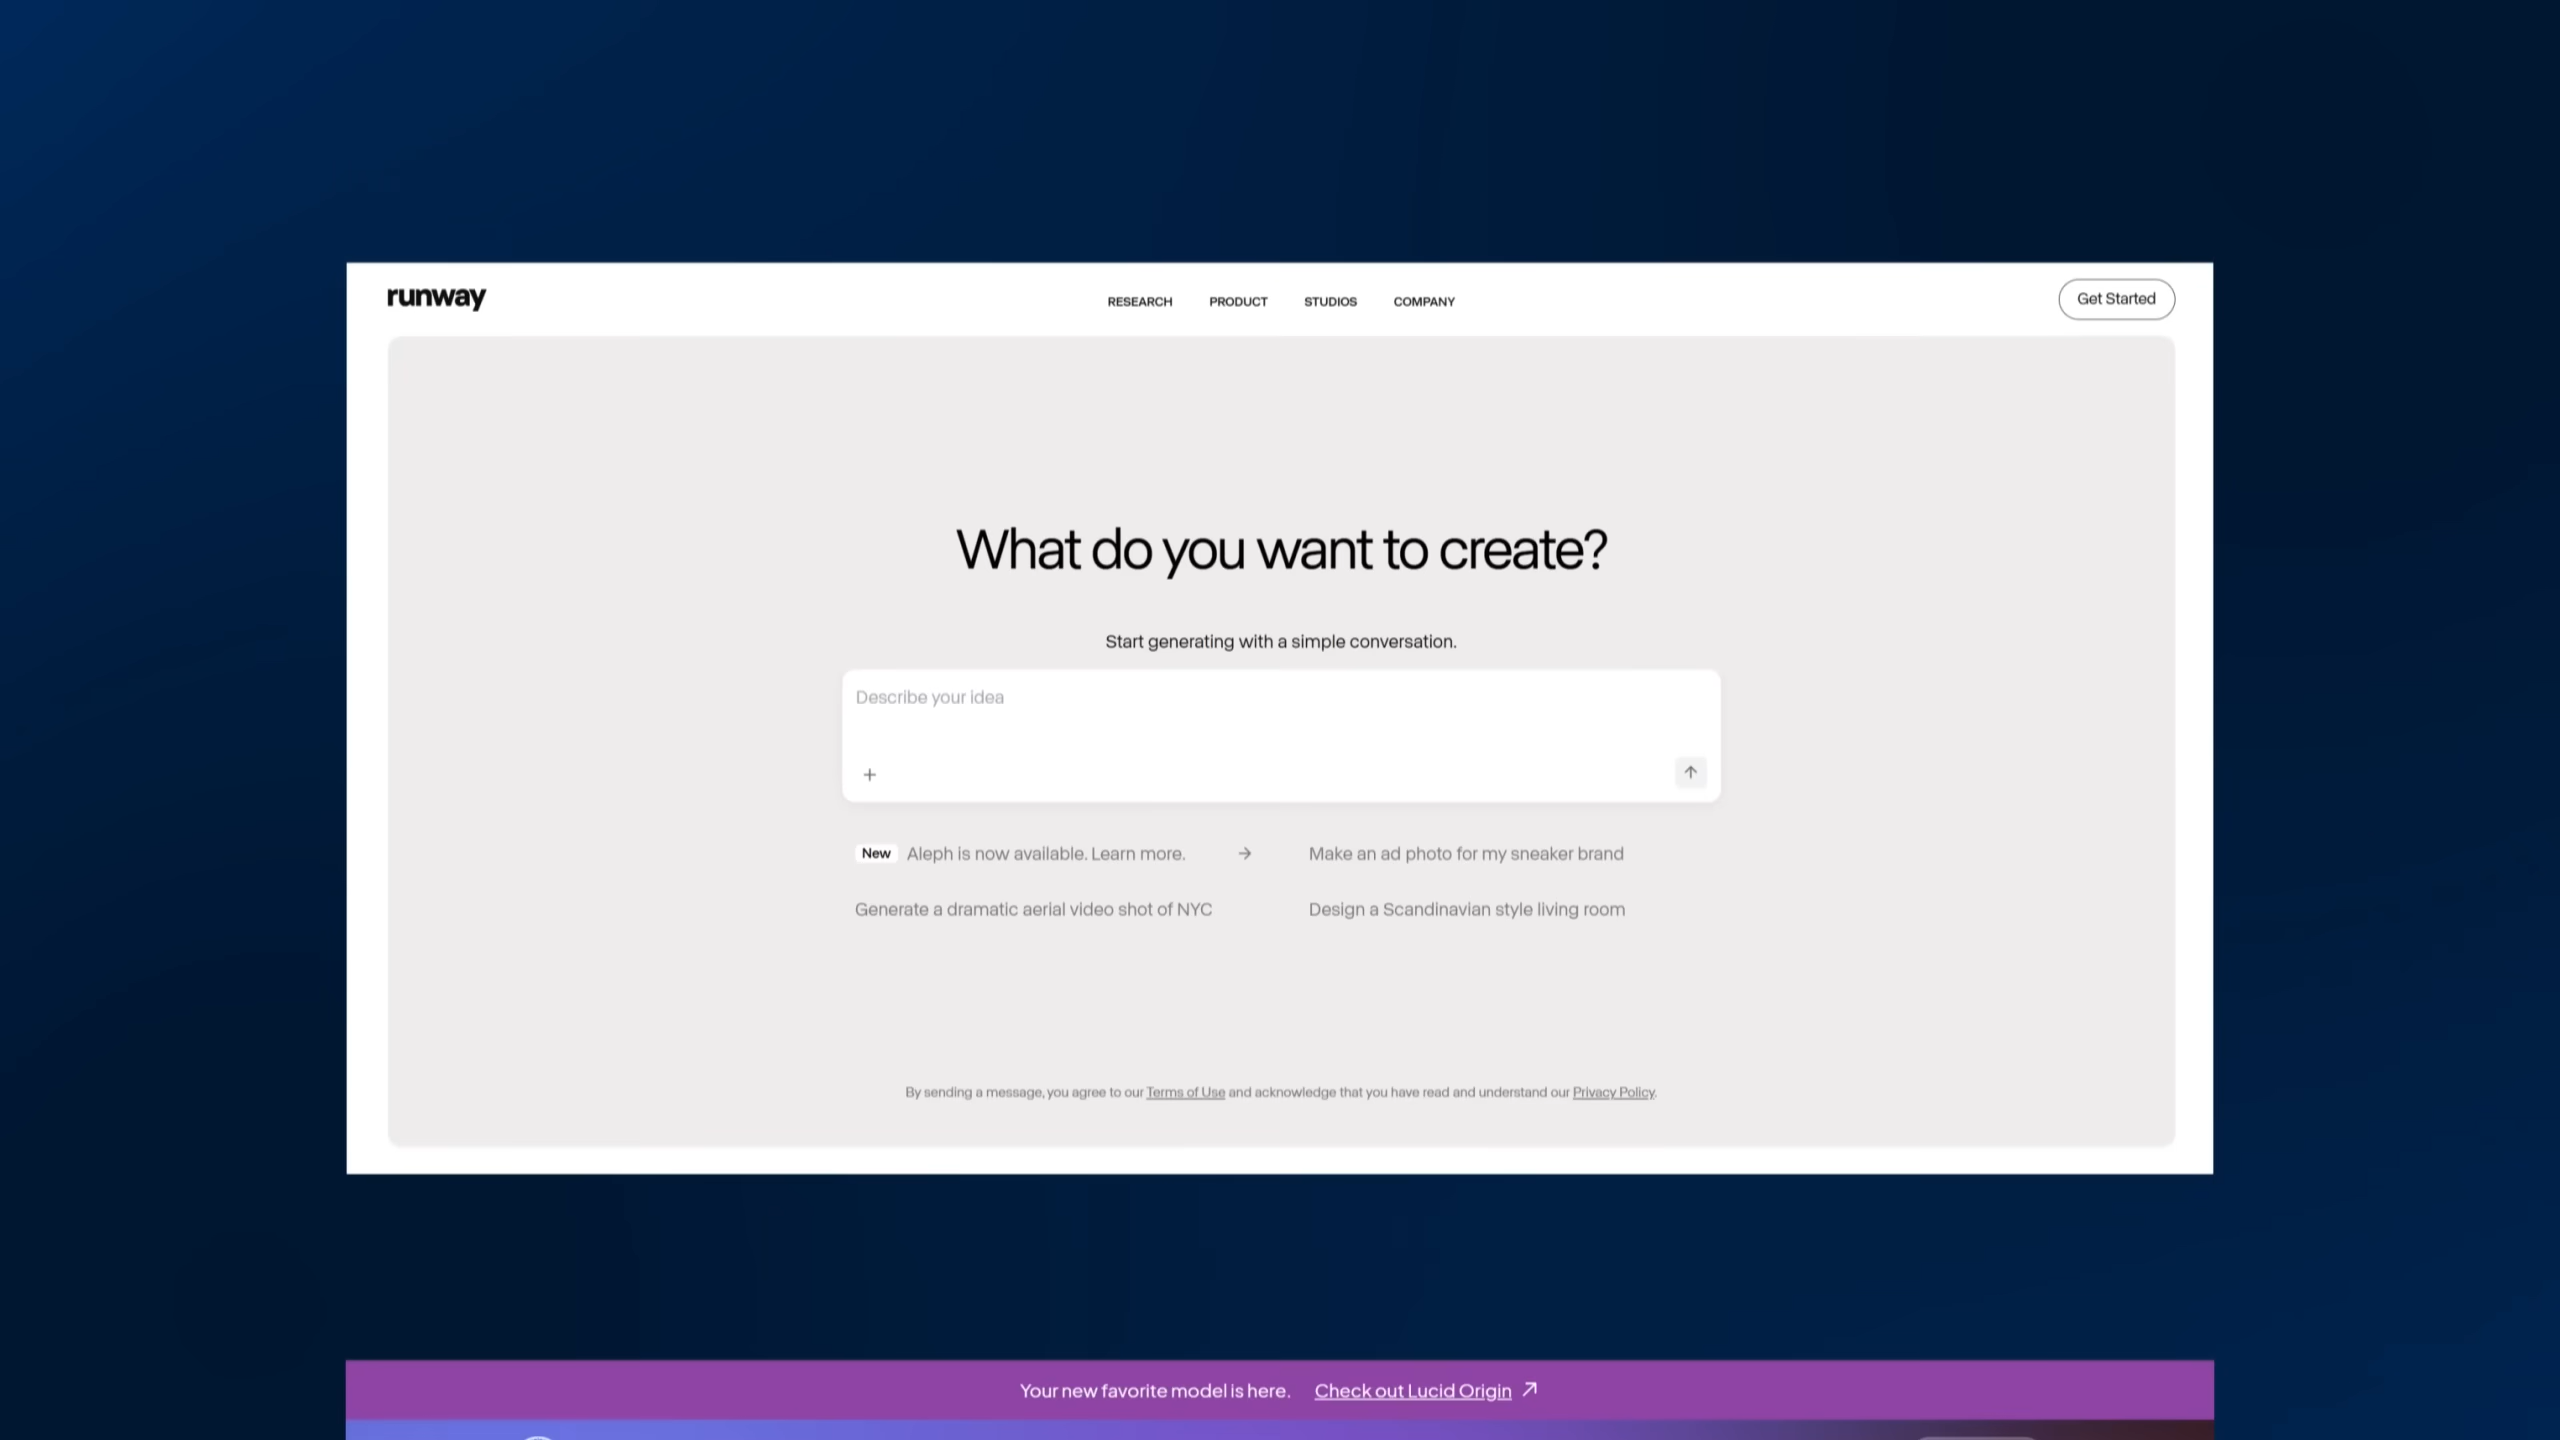 runway
RESEARCH PRODUCT STUDIOS COMPANY
Get Started
What do you want to create?
Start generating with a simple conversation.
Describe your idea
New Aleph is now available. Learn more.
Make an ad photo for my sneaker brand
Generate a dramatic aerial video shot of NYC
Design a Scandinavian style living room
By sending a message, you agree to our Terms of Use and acknowledge that you have read and understand our Privacy Policy.
Your new favorite model is here. Check out Lucid Origin